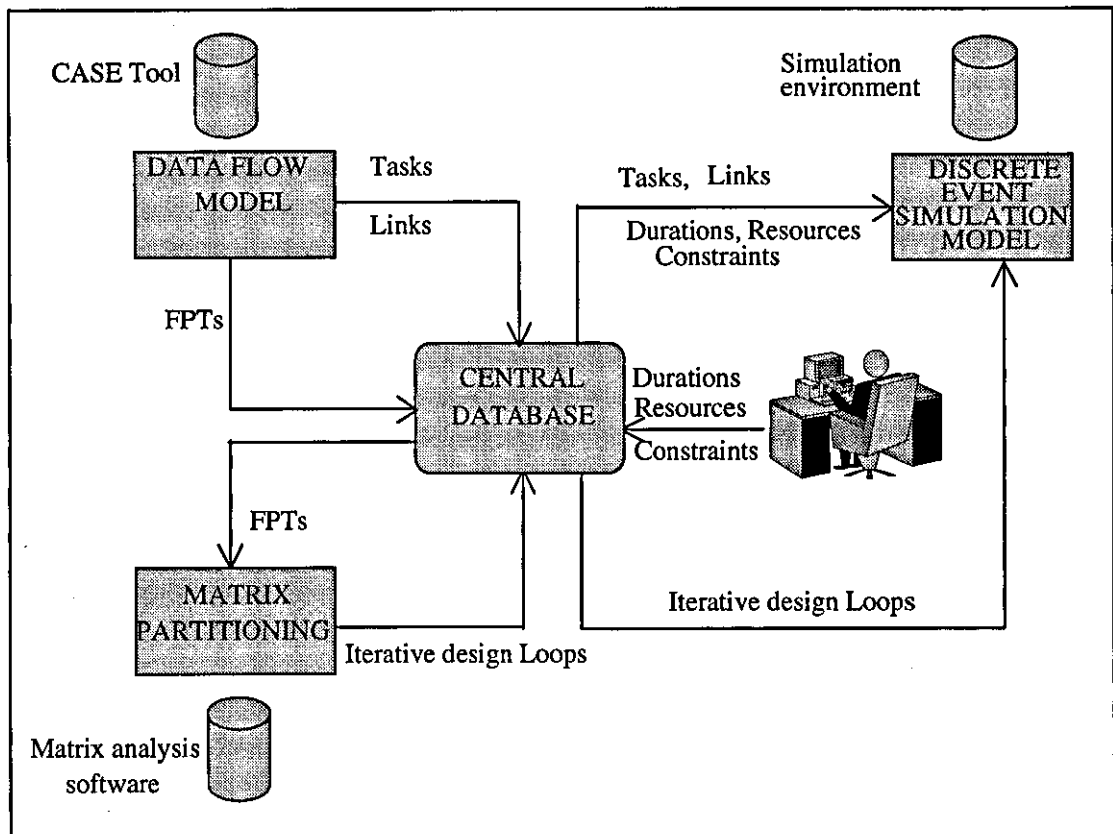 CASE Tool
Simulation
environment
DATA FLOW
MODEL
Tasks
Links
Tasks, Links
Durations, Resources
Constraints
DISCRETE
EVENT
SIMULATION
MODEL
FPTs
CENTRAL
DATABASE
Durations
Resources
Constraints
FPTs
MATRIX
PARTITIONING
Iterative design Loops
Iterative design Loops
Matrix analysis
software